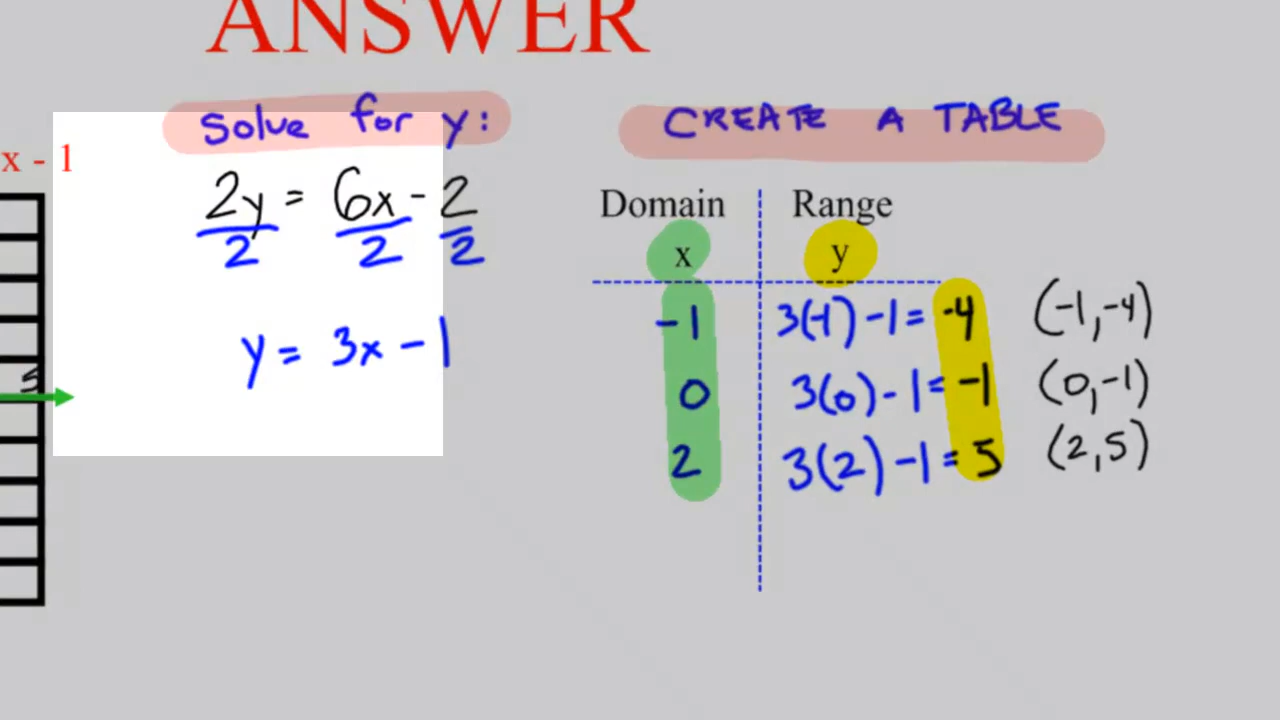 ANSWER
solve for y:
x - 1
2y = 6x - 2
2 2 2
y = 3x - 1
5
CREATE A TABLE
Domain Range
x y
-1 3(-1) - 1 = -4 (-1, -4)
0 3(0) - 1 = -1 (0, -1)
2 3(2) - 1 = 5 (2, 5)